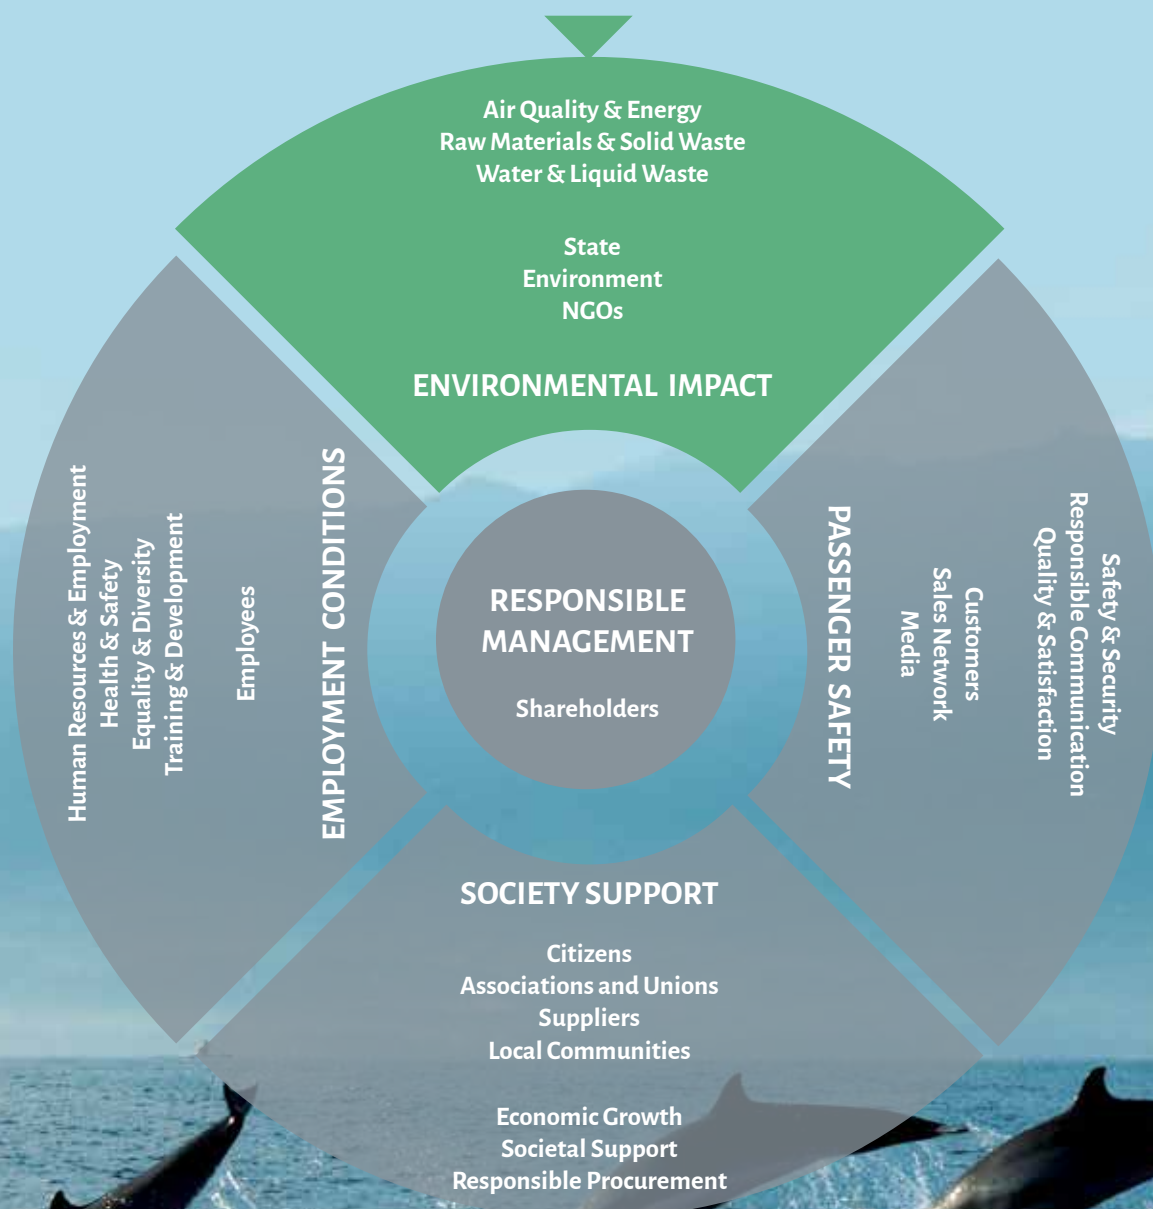 Air Quality & Energy
Raw Materials & Solid Waste
Water & Liquid Waste
State
Environment
NGOs
ENVIRONMENTAL IMPACT
Human Resources & Employment
Health & Safety
Equality & Diversity
Training & Development
Employees
EMPLOYMENT CONDITIONS
RESPONSIBLE
MANAGEMENT
Shareholders
Safety & Security
Responsible Communication
Quality & Satisfaction
Customers
Sales Network
Media
PASSENGER SAFETY
SOCIETY SUPPORT
Citizens
Associations and Unions
Suppliers
Local Communities
Economic Growth
Societal Support
Responsible Procurement